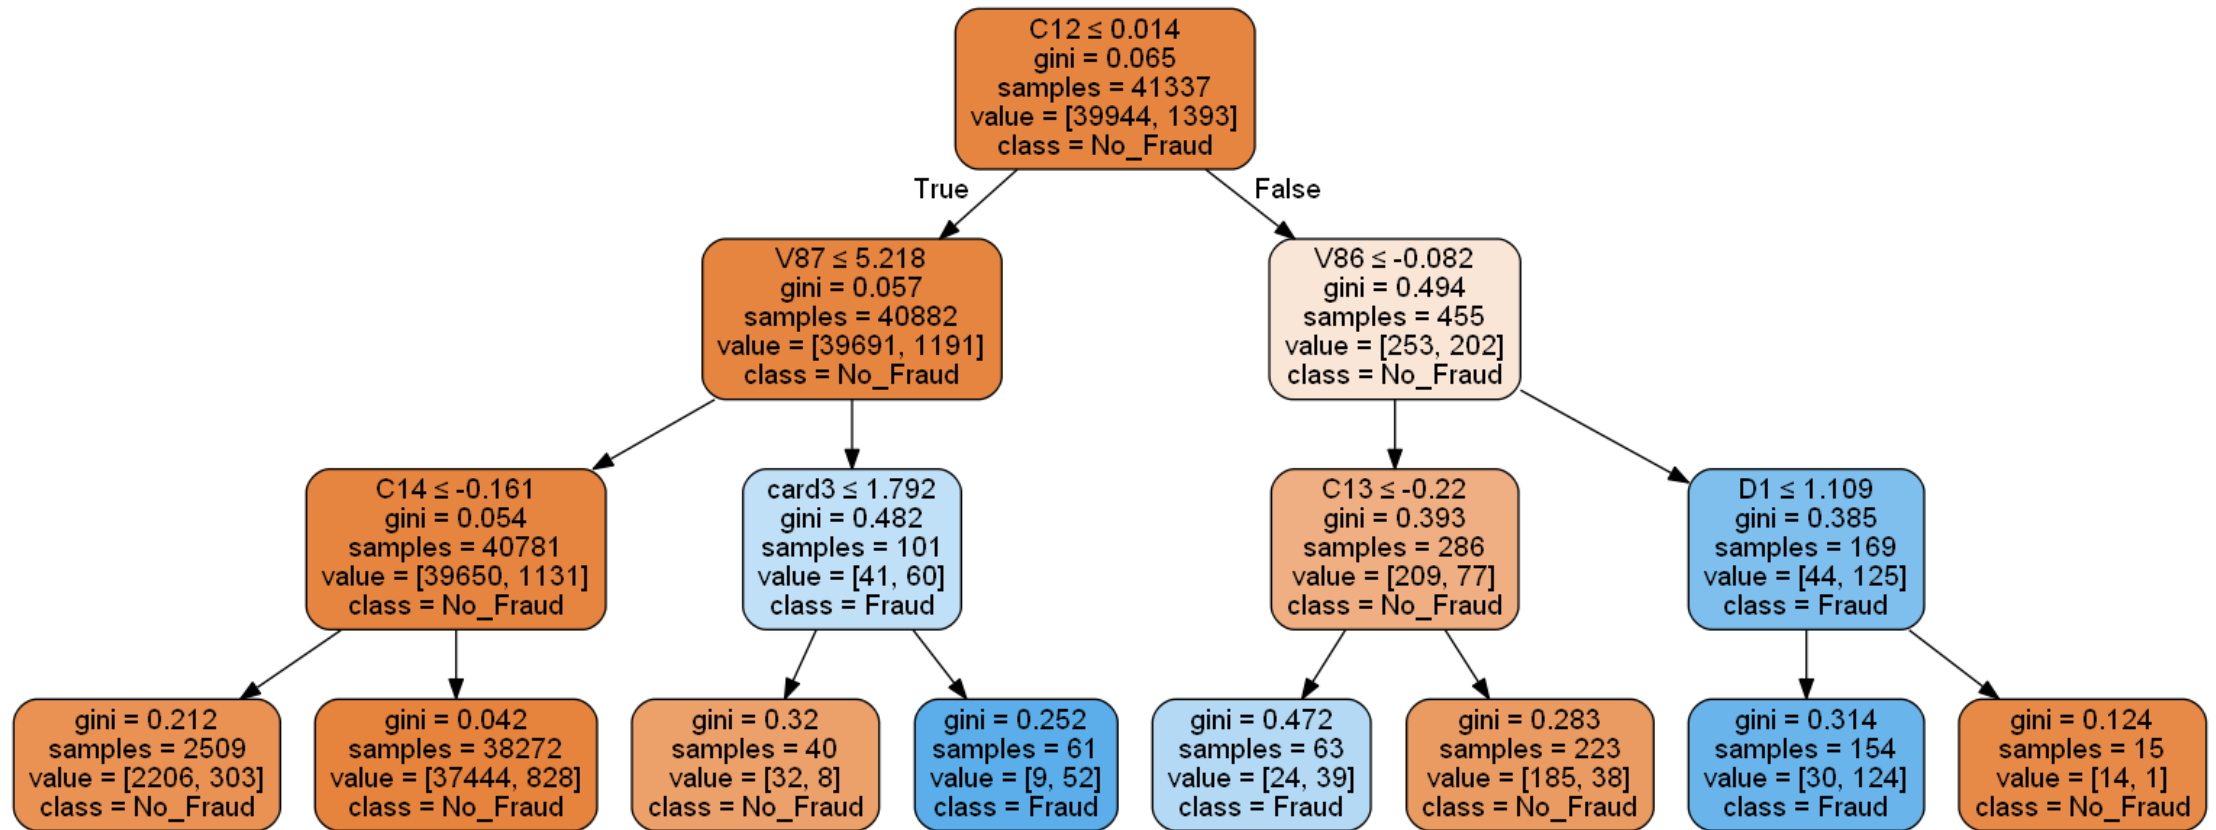 C12 ≤ 0.014
gini = 0.065
samples = 41337
value = [39944, 1393]
class = No_Fraud
True
False
V87 ≤ 5.218
gini = 0.057
samples = 40882
value = [39691, 1191]
class = No_Fraud
V86 ≤ -0.082
gini = 0.494
samples = 455
value = [253, 202]
class = No_Fraud
C14 ≤ -0.161
gini = 0.054
samples = 40781
value = [39650, 1131]
class = No_Fraud
card3 ≤ 1.792
gini = 0.482
samples = 101
value = [41, 60]
class = Fraud
C13 ≤ -0.22
gini = 0.393
samples = 286
value = [209, 77]
class = No_Fraud
D1 ≤ 1.109
gini = 0.385
samples = 169
value = [44, 125]
class = Fraud
gini = 0.212
samples = 2509
value = [2206, 303]
class = No_Fraud
gini = 0.042
samples = 38272
value = [37444, 828]
class = No_Fraud
gini = 0.32
samples = 40
value = [32, 8]
class = No_Fraud
gini = 0.252
samples = 61
value = [9, 52]
class = Fraud
gini = 0.472
samples = 63
value = [24, 39]
class = Fraud
gini = 0.283
samples = 223
value = [185, 38]
class = No_Fraud
gini = 0.314
samples = 154
value = [30, 124]
class = Fraud
gini = 0.124
samples = 15
value = [14, 1]
class = No_Fraud